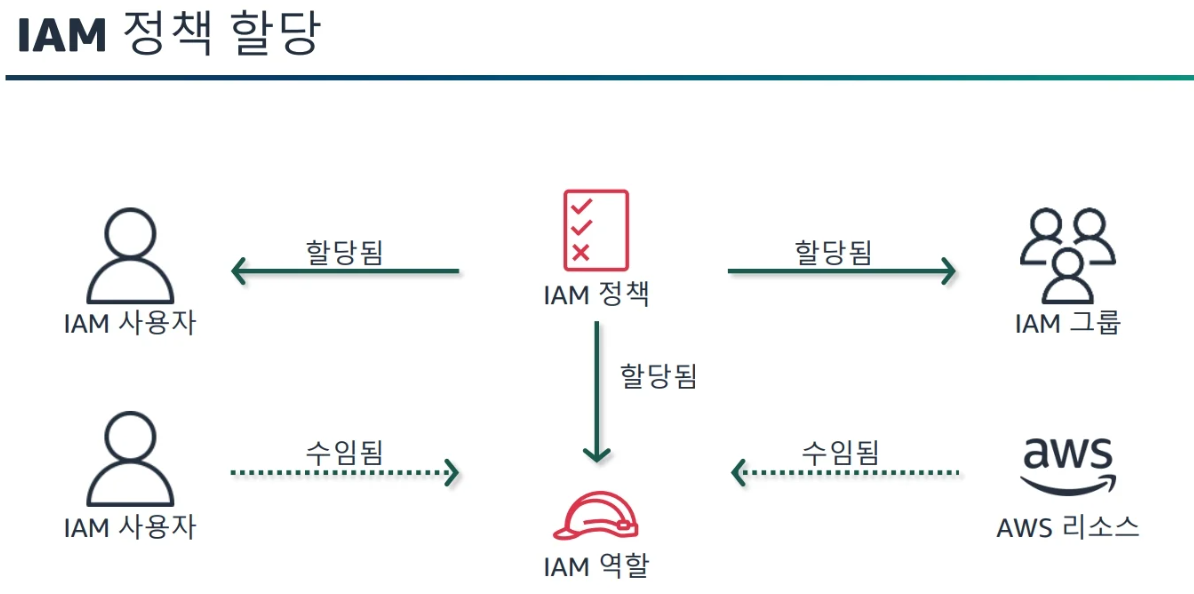 IAM 정책 할당
할당됨
할당됨
IAM 사용자
IAM 정책
IAM 그룹
할당됨
수임됨
수임됨
aws
IAM 사용자
IAM 역할
AWS 리소스